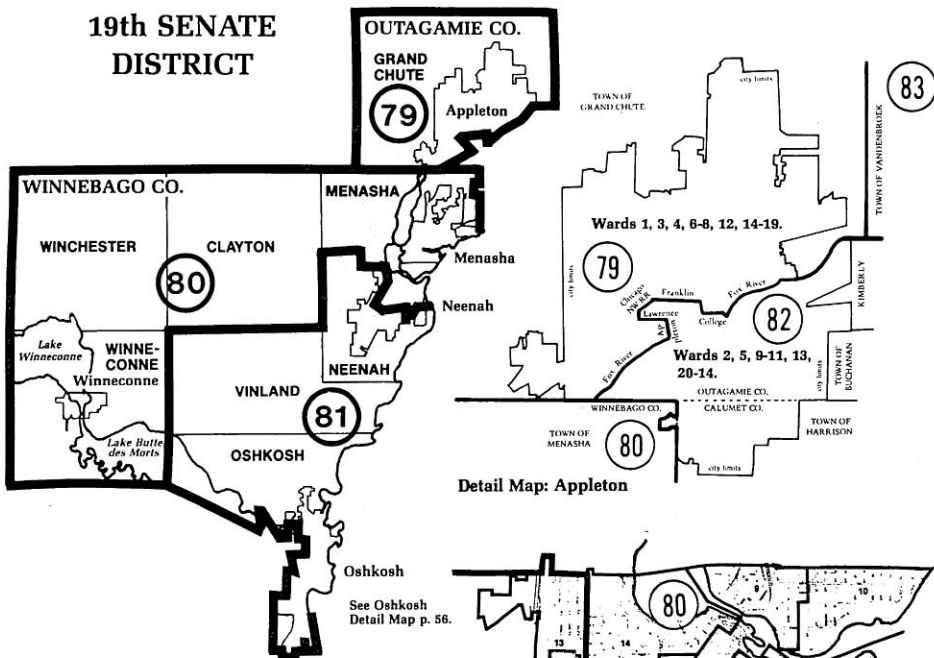 19th SENATE
DISTRICT
OUTAGAMIE CO.
GRAND
CHUTE
79
Appleton
WINNEBAGO CO.
MENASHA
WINCHESTER
CLAYTON
80
Menasha
Neenah
Lake
Winneconne
WINNE-
CONNE
Winneconne
NEENAH
VINLAND
81
Lake Butte
des Morts
OSHKOSH
Oshkosh
See Oshkosh
Detail Map p. 56.
city limits
83
TOWN OF
GRAND CHUTE
TOWN OF VANDENBROEK
Wards 1, 3, 4, 6-8, 12, 14-19.
79
city limits
Chicago
NW RR
Franklin
Fox River
Lawrence
College
Ap
pleton
82
KIMBERLY
Fox River
Wards 2, 5, 9-11, 13,
20-14.
city limits
TOWN OF
BUCHANAN
OUTAGAMIE CO.
WINNEBAGO CO.
CALUMET CO.
TOWN OF
MENASHA
80
TOWN OF
HARRISON
city limits
Detail Map: Appleton
80
9
10
13
14